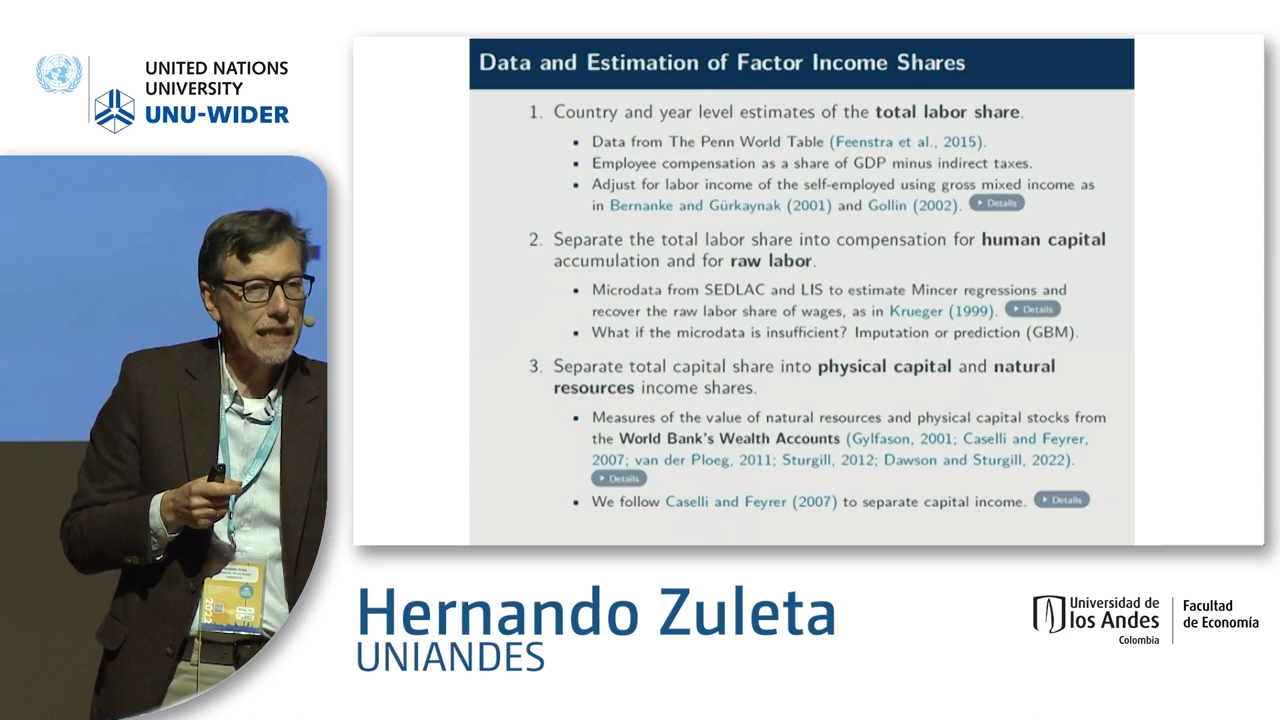 UNITED NATIONS
UNIVERSITY
UNU-WIDER
Data and Estimation of Factor Income Shares
1. Country and year level estimates of the total labor share.
▪ Data from The Penn World Table (Feenstra et al., 2015).
▪ Employee compensation as a share of GDP minus indirect taxes.
▪ Adjust for labor income of the self-employed using gross mixed income as
in Bernanke and Gürkaynak (2001) and Gollin (2002). ▸ Details
2. Separate the total labor share into compensation for human capital
accumulation and for raw labor.
▪ Microdata from SEDLAC and LIS to estimate Mincer regressions and
recover the raw labor share of wages, as in Krueger (1999). ▸ Details
▪ What if the microdata is insufficient? Imputation or prediction (GBM).
3. Separate total capital share into physical capital and natural
resources income shares.
▪ Measures of the value of natural resources and physical capital stocks from
the World Bank's Wealth Accounts (Gylfason, 2001; Caselli and Feyrer,
2007; van der Ploeg, 2011; Sturgill, 2012; Dawson and Sturgill, 2022).
▸ Details
▪ We follow Caselli and Feyrer (2007) to separate capital income. ▸ Details
2022
Hernando Zuleta
UNIANDES
Universidad de
los Andes
Colombia
Facultad
de Economía